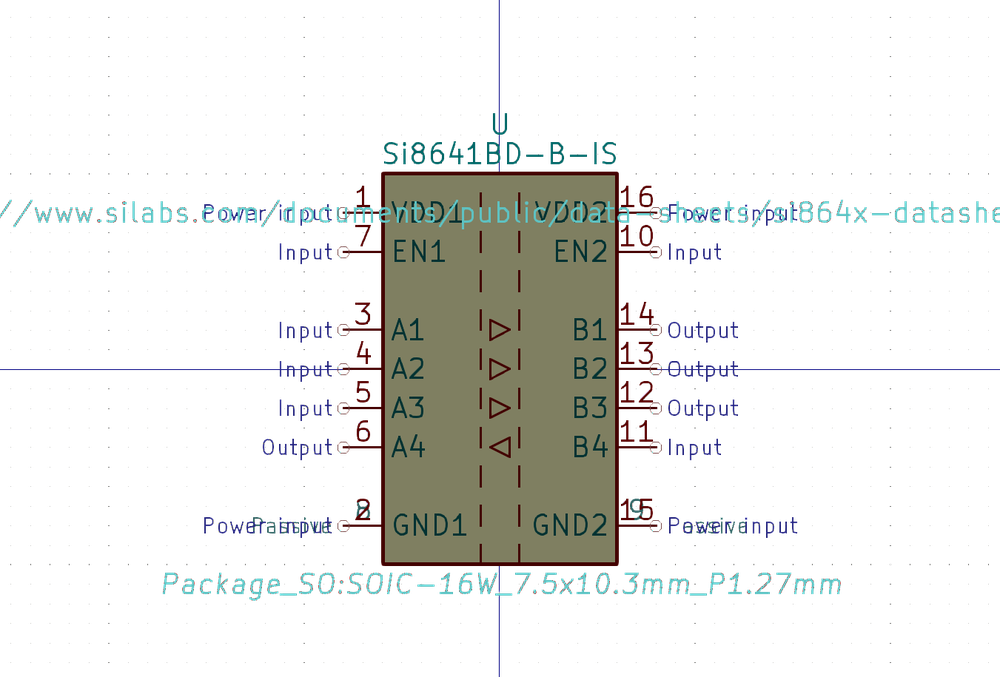 U
Si8641BD-B-IS
//www.silabs.com/documents/public/data-sheets/si864x-datashe
Power input 1 VDD1 VDD2 16 Power input
Input 7 EN1 EN2 10 Input
Input 3 A1 B1 14 Output
Input 4 A2 B2 13 Output
Input 5 A3 B3 12 Output
Output 6 A4 B4 11 Input
Power input 2 GND1 GND2 15 Power input
Passive 8 9 Passive
Package_SO:SOIC-16W_7.5x10.3mm_P1.27mm